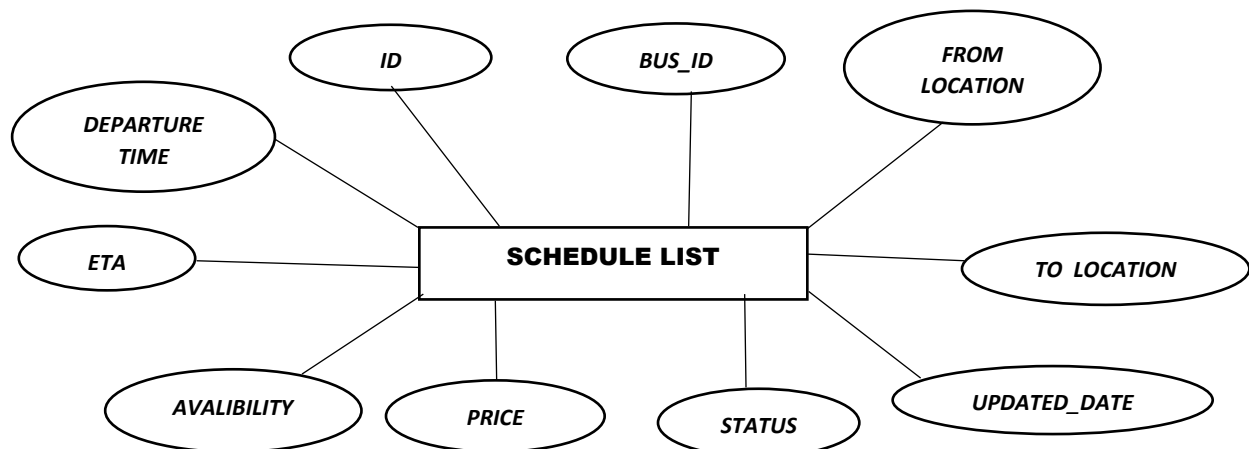 ID
BUS_ID
FROM
LOCATION
DEPARTURE
TIME
SCHEDULE LIST
ETA
TO LOCATION
AVALIBILITY
PRICE
STATUS
UPDATED_DATE